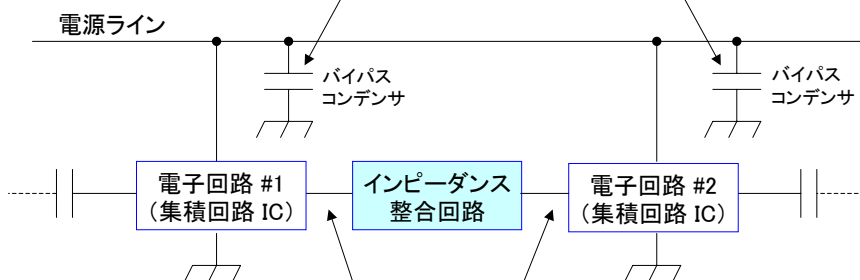 電源ライン
バイパス
コンデンサ
バイパス
コンデンサ
電子回路 #1
（集積回路 IC）
インピーダンス
整合回路
電子回路 #2
（集積回路 IC）